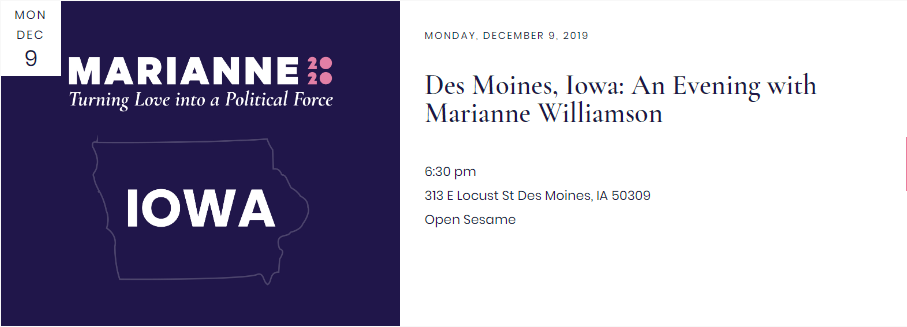 MON
DEC
9
MARIANNE 2020
Turning Love into a Political Force
IOWA
MONDAY, DECEMBER 9, 2019
Des Moines, Iowa: An Evening with
Marianne Williamson
6:30 pm
313 E Locust St Des Moines, IA 50309
Open Sesame